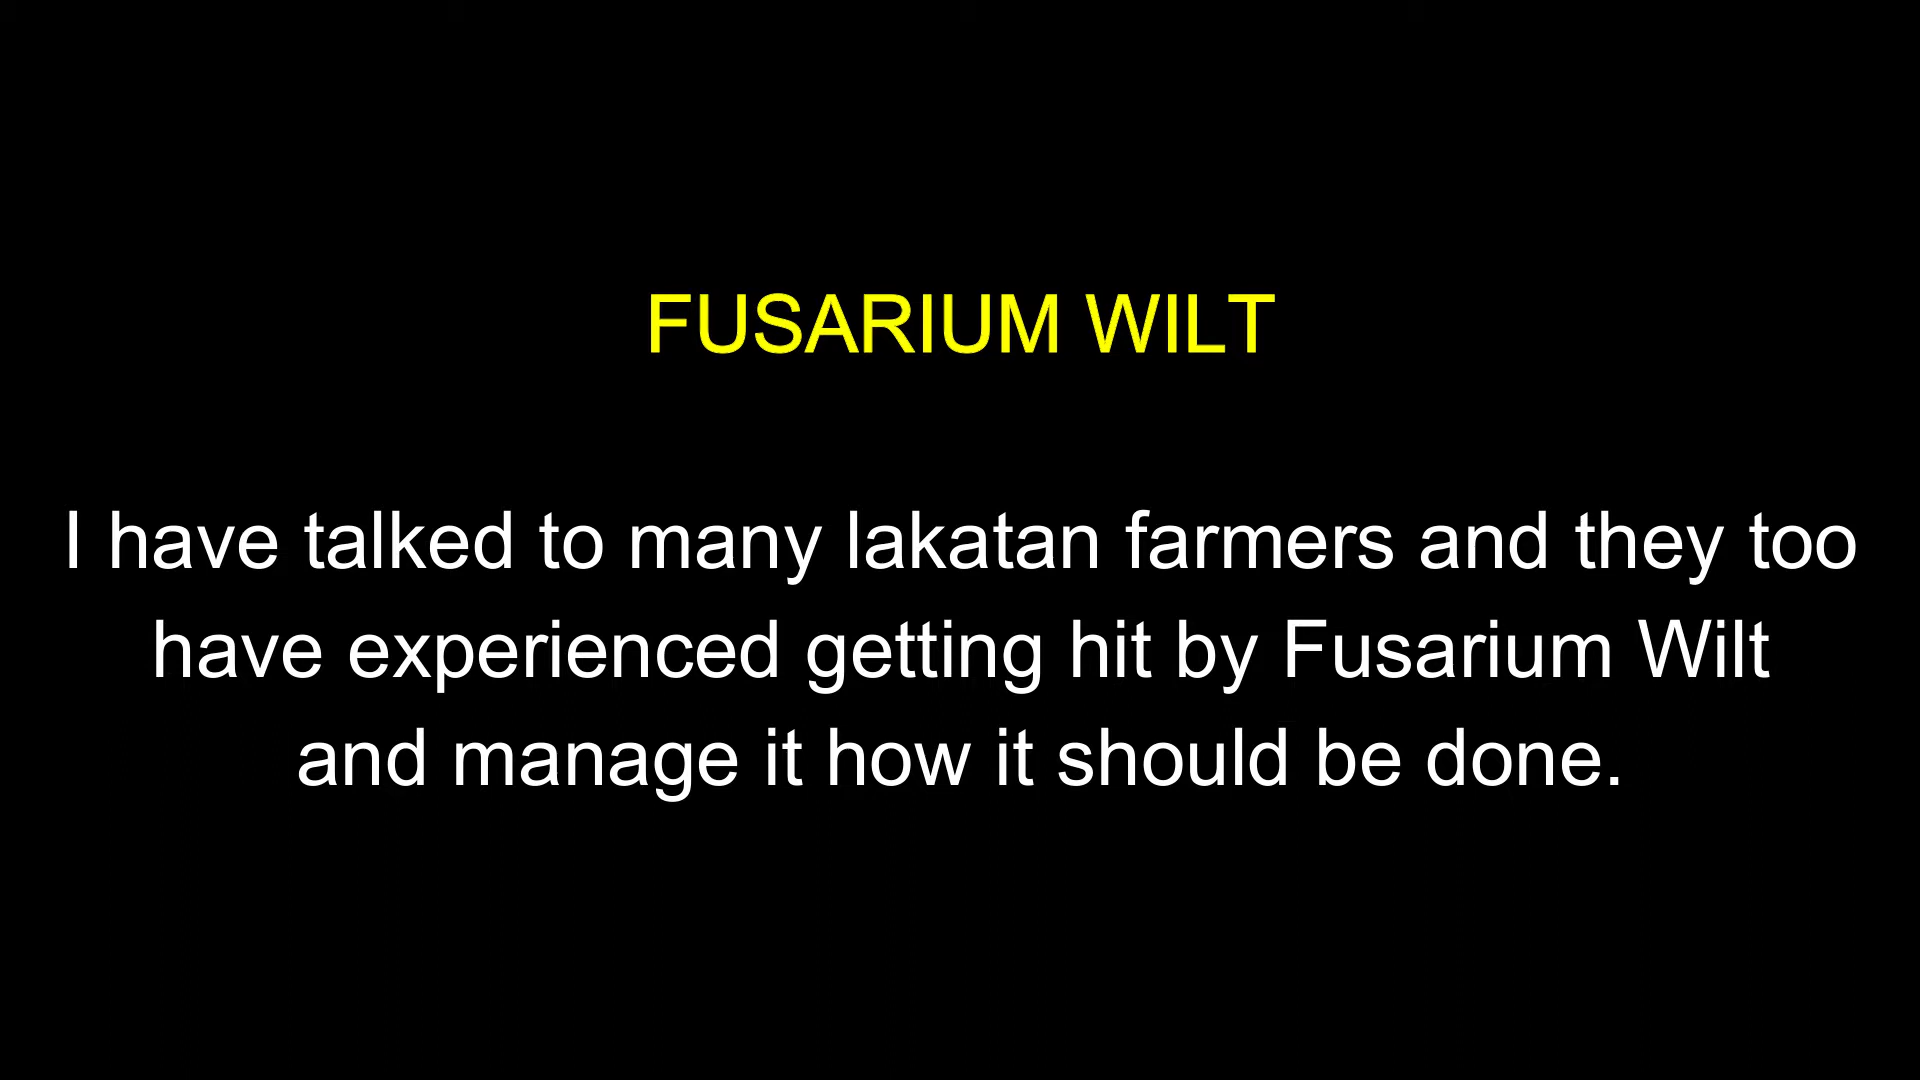 FUSARIUM WILT
I have talked to many lakatan farmers and they too
have experienced getting hit by Fusarium Wilt
and manage it how it should be done.